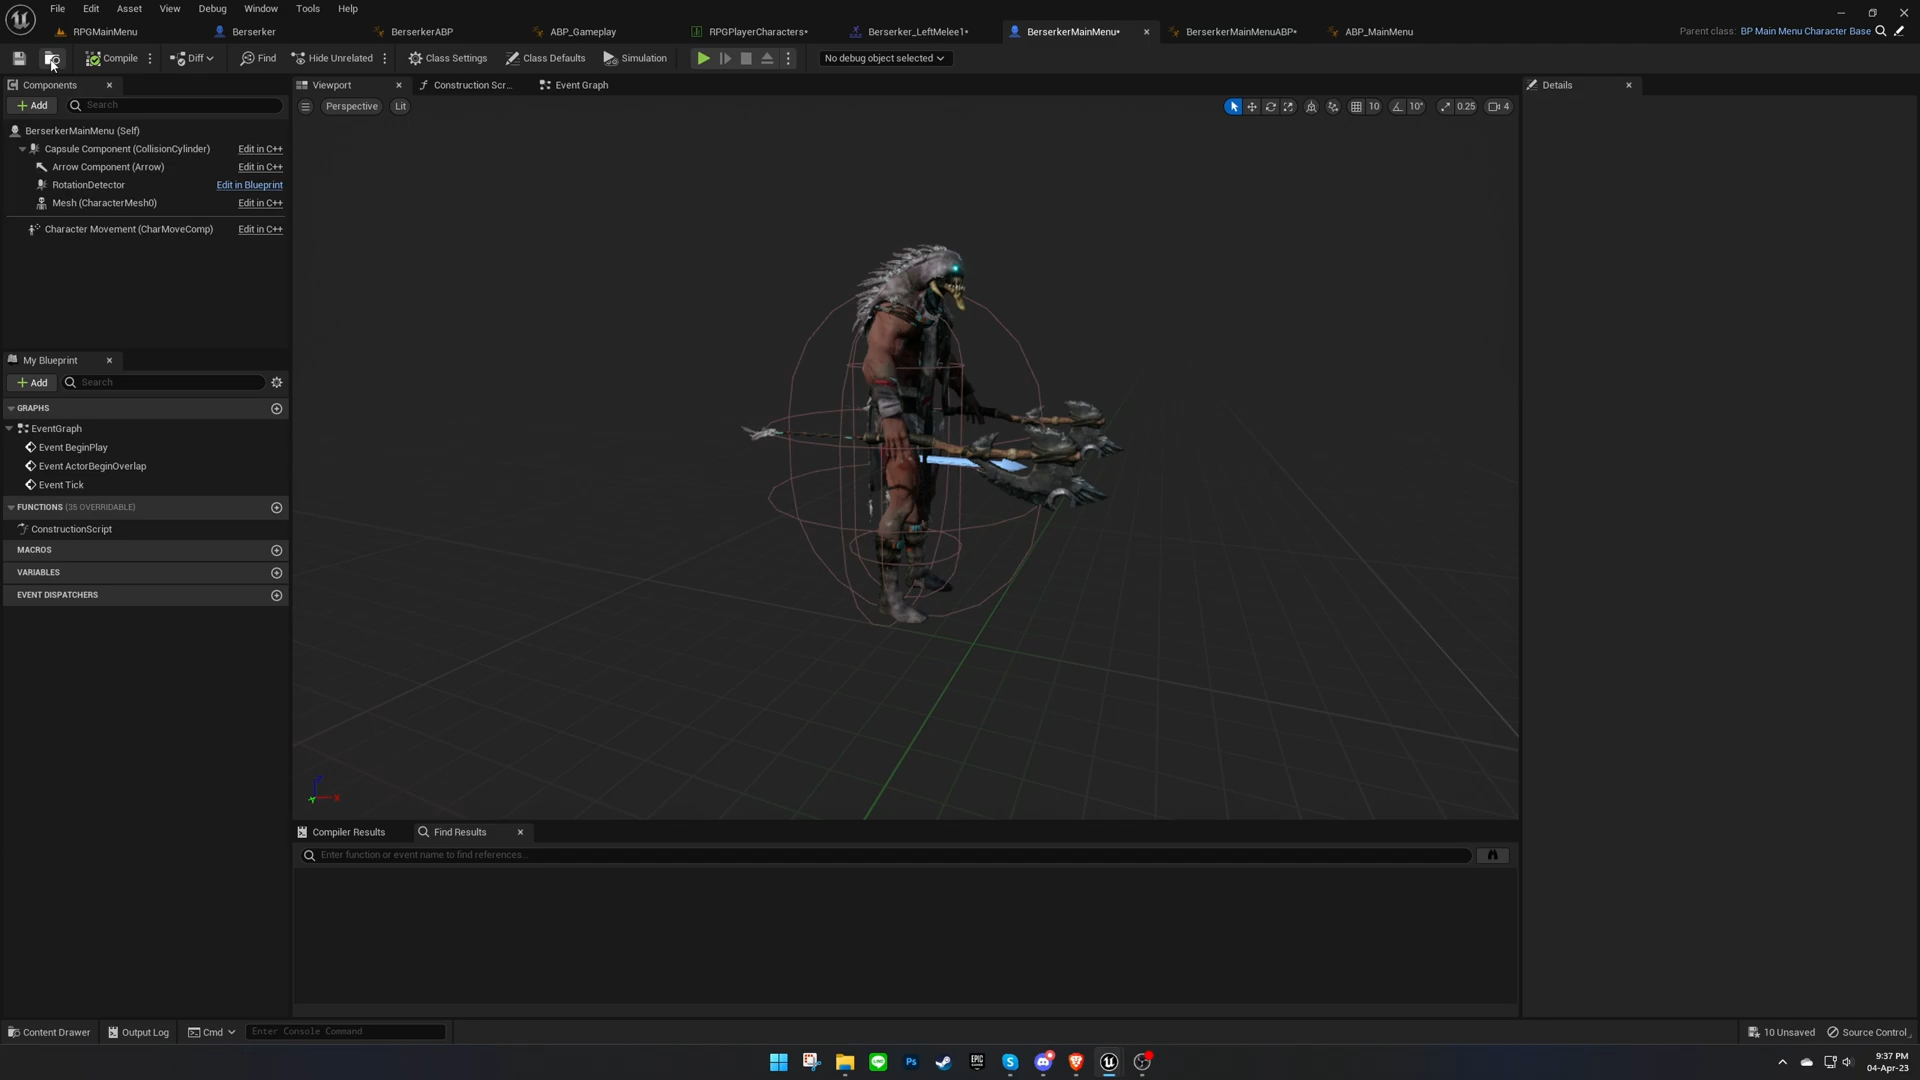 File Edit Asset View Debug Window Tools Help
RPGMainMenu Berserker BerserkerABP ABP_Gameplay RPGPlayerCharacters* Berserker_LeftMelee1* BerserkerMainMenu* BerserkerMainMenuABP* ABP_MainMenu Parent class: BP Main Menu Character Base
Compile Diff Find Hide Unrelated Class Settings Class Defaults Simulation No debug object selected
Components Viewport Construction Scr... Event Graph Details
Add Search Perspective Lit 10 10° 0.25 4
BerserkerMainMenu (Self)
Capsule Component (CollisionCylinder) Edit in C++
Arrow Component (Arrow) Edit in C++
RotationDetector Edit in Blueprint
Mesh (CharacterMesh0) Edit in C++
Character Movement (CharMoveComp) Edit in C++
My Blueprint
Add Search
GRAPHS
EventGraph
Event BeginPlay
Event ActorBeginOverlap
Event Tick
FUNCTIONS (35 OVERRIDABLE)
ConstructionScript
MACROS
VARIABLES
EVENT DISPATCHERS
Compiler Results Find Results
Enter function or event name to find references...
Content Drawer Output Log Cmd Enter Console Command 10 Unsaved Source Control
9:37 PM
04-Apr-23